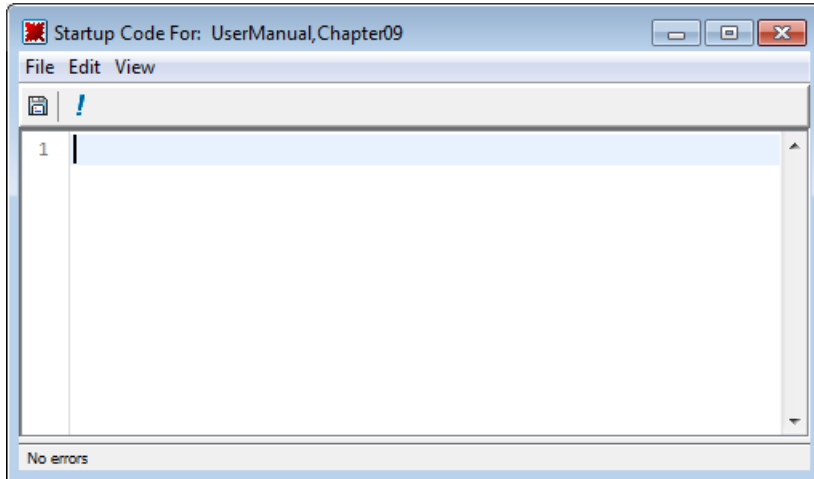 Startup Code For: UserManual,Chapter09
File Edit View
!
1
No errors